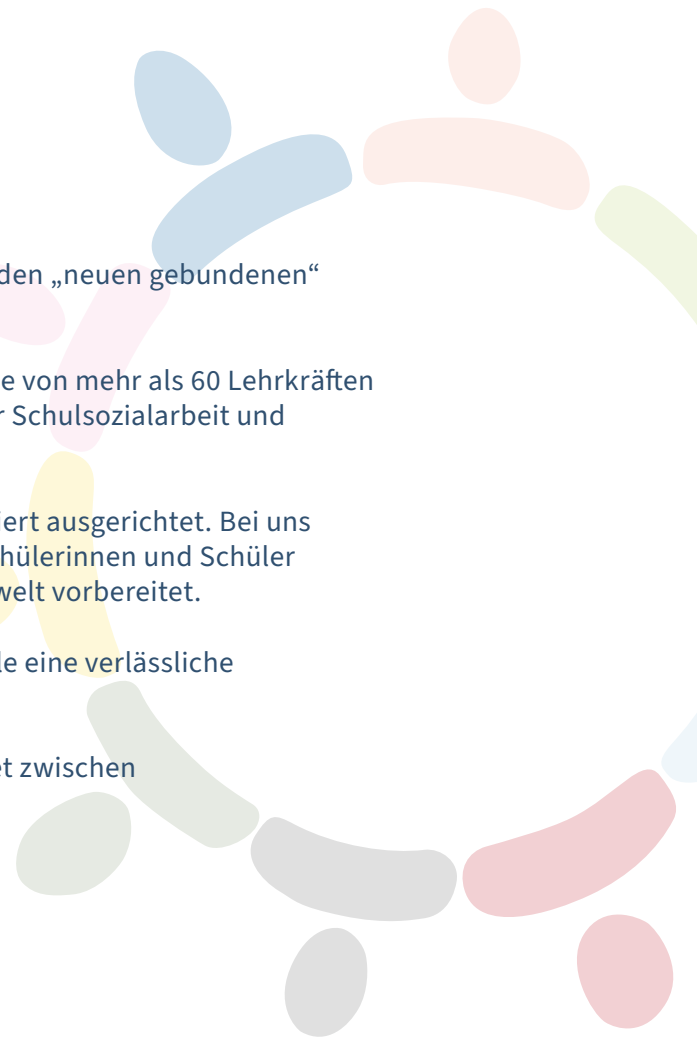 den „neuen gebundenen“
e von mehr als 60 Lehrkräften
r Schulsozialarbeit und
iert ausgerichtet. Bei uns
hülerinnen und Schüler
welt vorbereitet.
le eine verlässliche
et zwischen